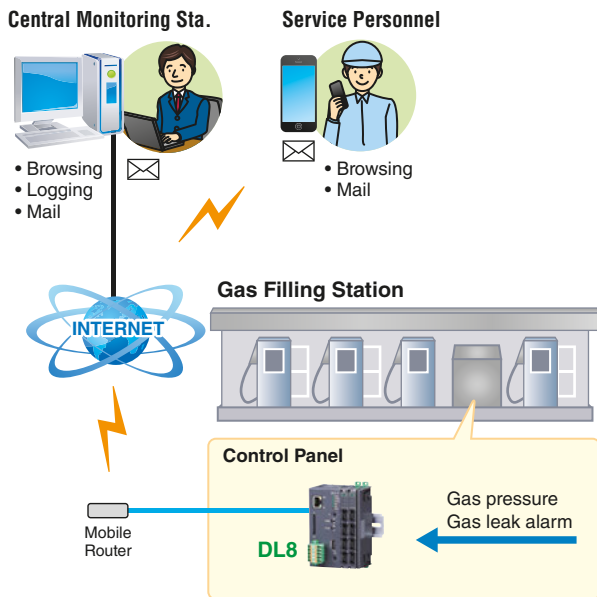 Central Monitoring Sta.
Service Personnel
• Browsing
• Logging
• Mail
• Browsing
• Mail
INTERNET
Gas Filling Station
Control Panel
Mobile
Router
DL8
Gas pressure
Gas leak alarm